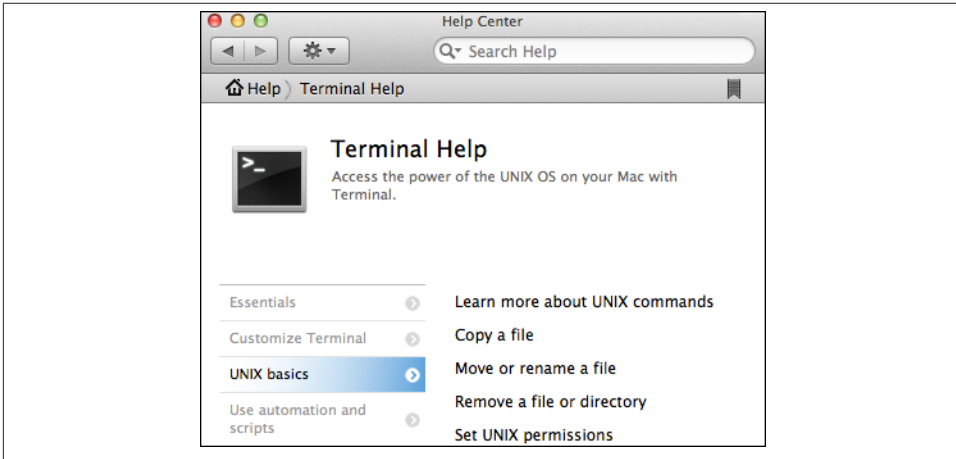 Help Center
Search Help
Help Terminal Help
Terminal Help
Access the power of the UNIX OS on your Mac with
Terminal.
Essentials
Customize Terminal
UNIX basics
Use automation and
scripts
Learn more about UNIX commands
Copy a file
Move or rename a file
Remove a file or directory
Set UNIX permissions